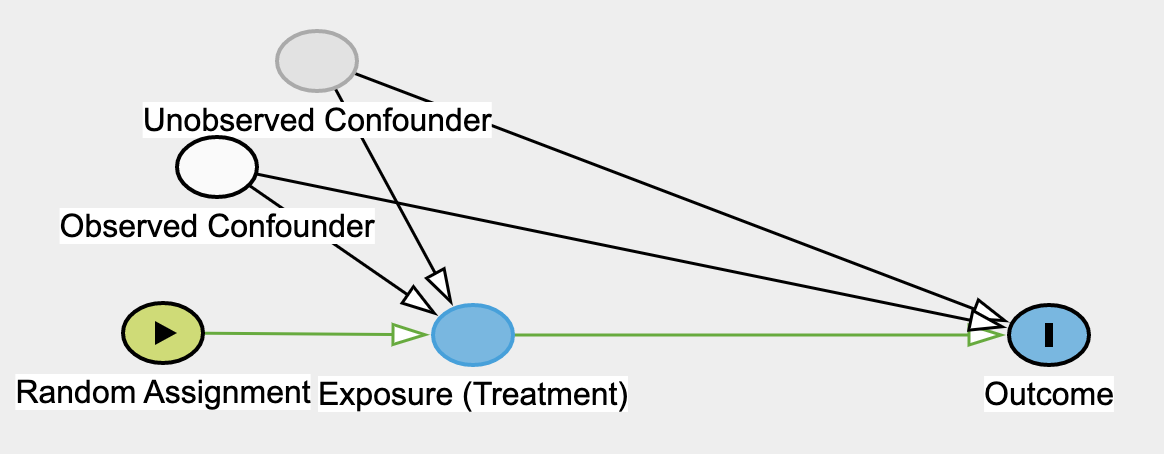 Unobserved Confounder
Observed Confounder
Random Assignment
Exposure (Treatment)
Outcome